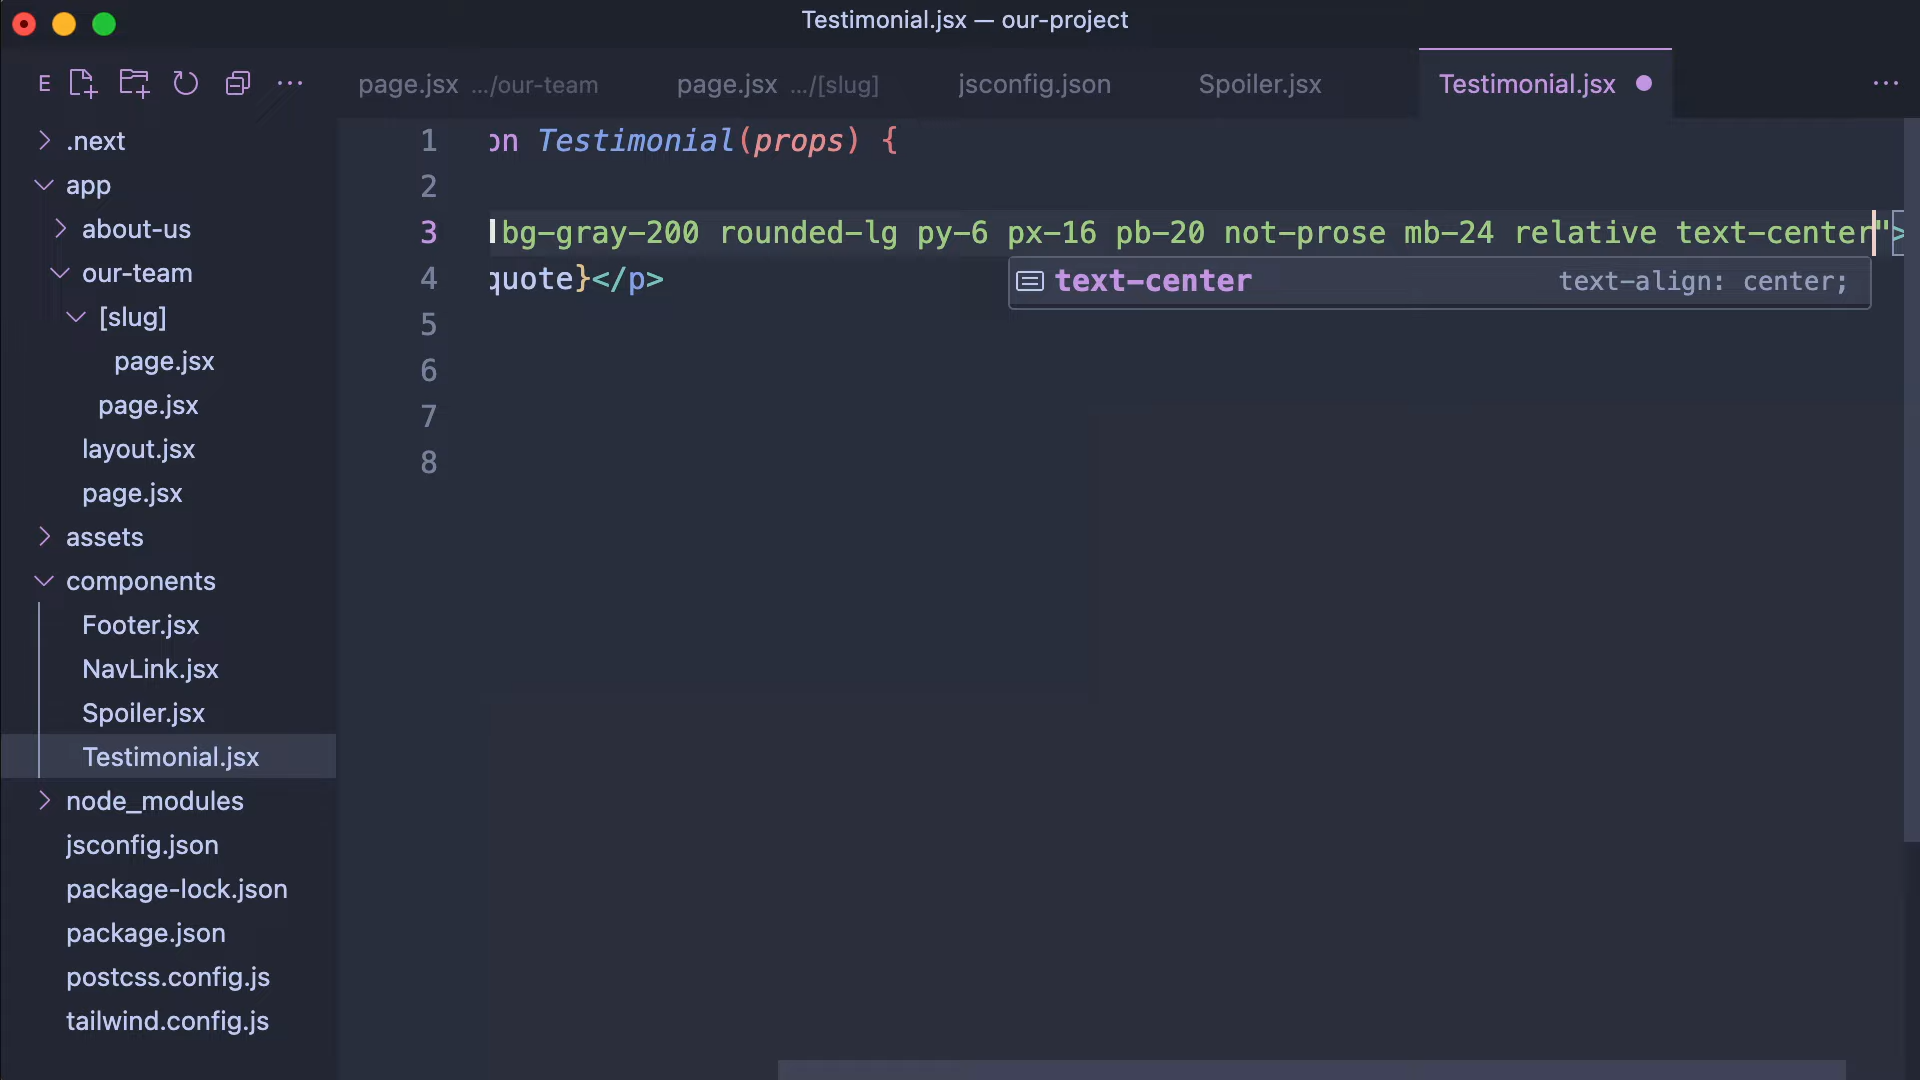 Testimonial.jsx — our-project
E
page.jsx .../our-team
page.jsx .../[slug]
jsconfig.json
Spoiler.jsx
Testimonial.jsx
.next
app
about-us
our-team
[slug]
page.jsx
page.jsx
layout.jsx
page.jsx
assets
components
Footer.jsx
NavLink.jsx
Spoiler.jsx
Testimonial.jsx
node_modules
jsconfig.json
package-lock.json
package.json
postcss.config.js
tailwind.config.js
1 on Testimonial(props) {
2
3 bg-gray-200 rounded-lg py-6 px-16 pb-20 not-prose mb-24 relative text-center">
4 quote}</p>
text-center text-align: center;
5
6
7
8